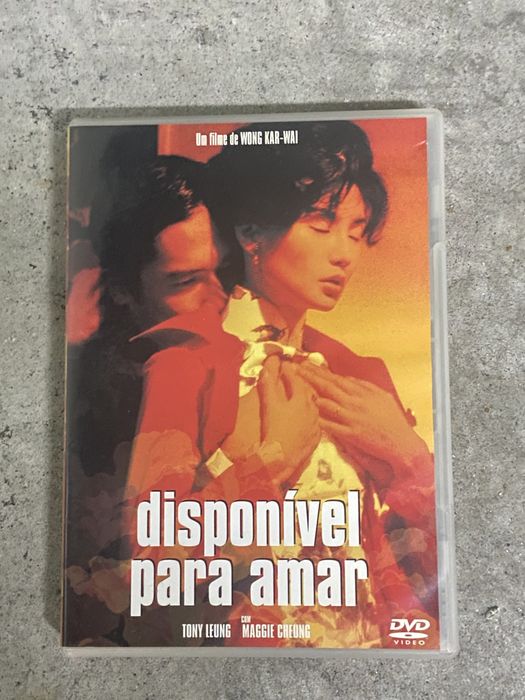 Um filme de WONG KAR-WAI
disponível
para amar
com
TONY LEUNG MAGGIE CHEUNG
DVD
VIDEO